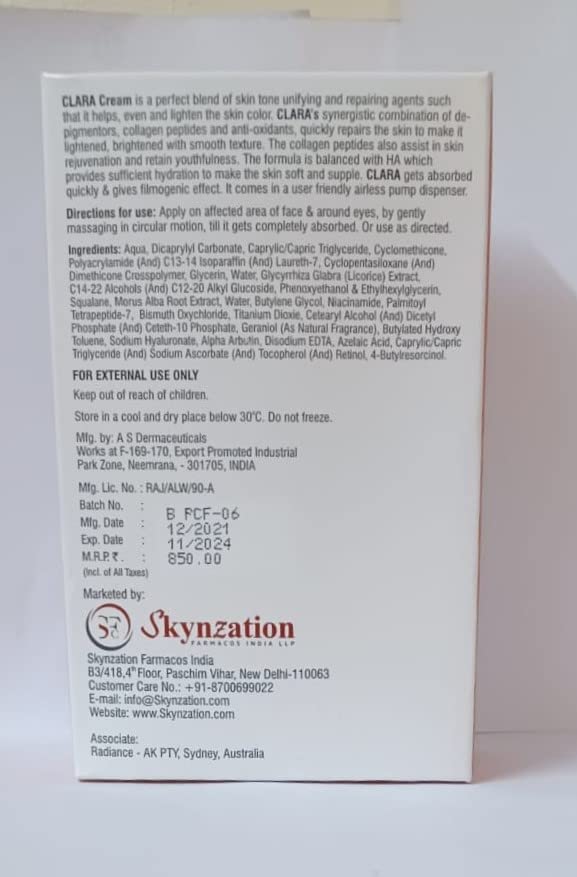 CLARA Cream is a perfect blend of skin tone unifying and repairing agents such
that it helps, even and lighten the skin color. CLARA's synergistic combination of de-
pigmentors, collagen peptides and anti-oxidants, quickly repairs the skin to make it
lightened, brightened with smooth texture. The collagen peptides also assist in skin
rejuvenation and retain youthfulness. The formula is balanced with HA which
provides sufficient hydration to make the skin soft and supple. CLARA gets absorbed
quickly & gives filmogenic effect. It comes in a user friendly airless pump dispenser.
Directions for use: Apply on affected area of face & around eyes, by gently
massaging in circular motion, till it gets completely absorbed. Or use as directed.
Ingredients: Aqua, Dicaprylyl Carbonate, Caprylic/Capric Triglyceride, Cyclomethicone,
Polyacrylamide (And) C13-14 Isoparaffin (And) Laureth-7, Cyclopentasiloxane (And)
Dimethicone Crosspolymer, Glycerin, Water, Glycyrrhiza Glabra (Licorice) Extract,
C14-22 Alcohols (And) C12-20 Alkyl Glucoside, Phenoxyethanol & Ethylhexylglycerin,
Squalane, Morus Alba Root Extract, Water, Butylene Glycol, Niacinamide, Palmitoyl
Tetrapeptide-7, Bismuth Oxychloride, Titanium Dioxie, Cetearyl Alcohol (And) Dicetyl
Phosphate (And) Ceteth-10 Phosphate, Geraniol (As Natural Fragrance), Butylated Hydroxy
Toluene, Sodium Hyaluronate, Alpha Arbutin, Disodium EDTA, Azelaic Acid, Caprylic/Capric
Triglyceride (And) Sodium Ascorbate (And) Tocopherol (And) Retinol, 4-Butylresorcinol.
FOR EXTERNAL USE ONLY
Keep out of reach of children.
Store in a cool and dry place below 30°C. Do not freeze.
Mfg. by: A S Dermaceuticals
Works at F-169-170, Export Promoted Industrial
Park Zone, Neemrana, - 301705, INDIA
Mfg. Lic. No. : RAJ/ALW/90-A
Batch No. : B PCF-06
Mfg. Date : 12/2021
Exp. Date : 11/2024
M.R.P.₹. : 850.00
(Incl. of All Taxes)
Marketed by:
Skynzation
FARMACOS INDIA LLP
Skynzation Farmacos India
B3/418,4th Floor, Paschim Vihar, New Delhi-110063
Customer Care No.: +91-8700699022
E-mail: info@Skynzation.com
Website: www.Skynzation.com
Associate:
Radiance - AK PTY, Sydney, Australia